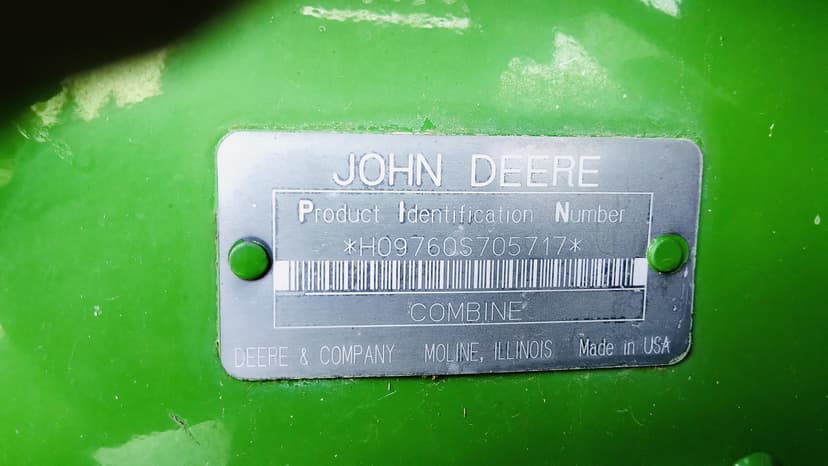 JOHN DEERE
Product Identification Number
*H09760S705717*
COMBINE
DEERE & COMPANY MOLINE, ILLINOIS Made in USA